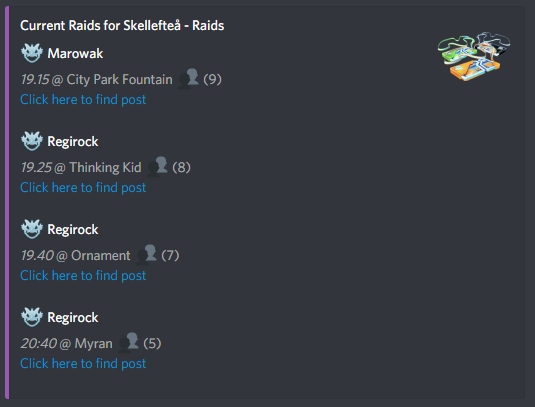 Current Raids for Skellefteå - Raids
Marowak
19.15 @ City Park Fountain (9)
Click here to find post
Regirock
19.25 @ Thinking Kid (8)
Click here to find post
Regirock
19.40 @ Ornament (7)
Click here to find post
Regirock
20:40 @ Myran (5)
Click here to find post